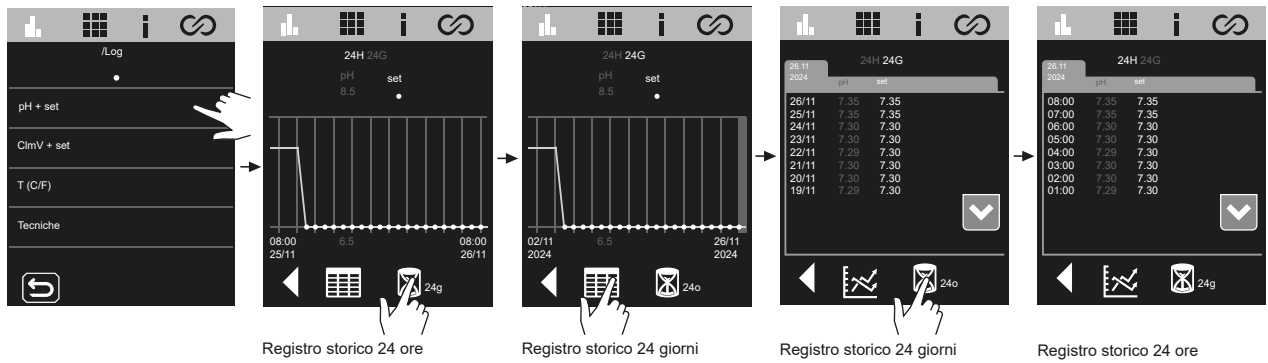 /Log
pH + set
ClmV + set
T (C/F)
Tecniche
24H 24G
pH set
8.5
6.5
08:00 08:00
25/11 26/11
24g
Registro storico 24 ore
24H 24G
pH set
8.5
6.5
02/11 26/11
2024 2024
24o
Registro storico 24 giorni
24H 24G
26.11
2024
pH set
26/11 7.35 7.35
25/11 7.35 7.35
24/11 7.30 7.30
23/11 7.30 7.30
22/11 7.29 7.30
21/11 7.30 7.30
20/11 7.30 7.30
19/11 7.29 7.30
24o
Registro storico 24 giorni
24H 24G
26.11
2024
pH set
08:00 7.35 7.35
07:00 7.35 7.35
06:00 7.30 7.30
05:00 7.30 7.30
04:00 7.29 7.30
03:00 7.30 7.30
02:00 7.30 7.30
01:00 7.29 7.30
24g
Registro storico 24 ore